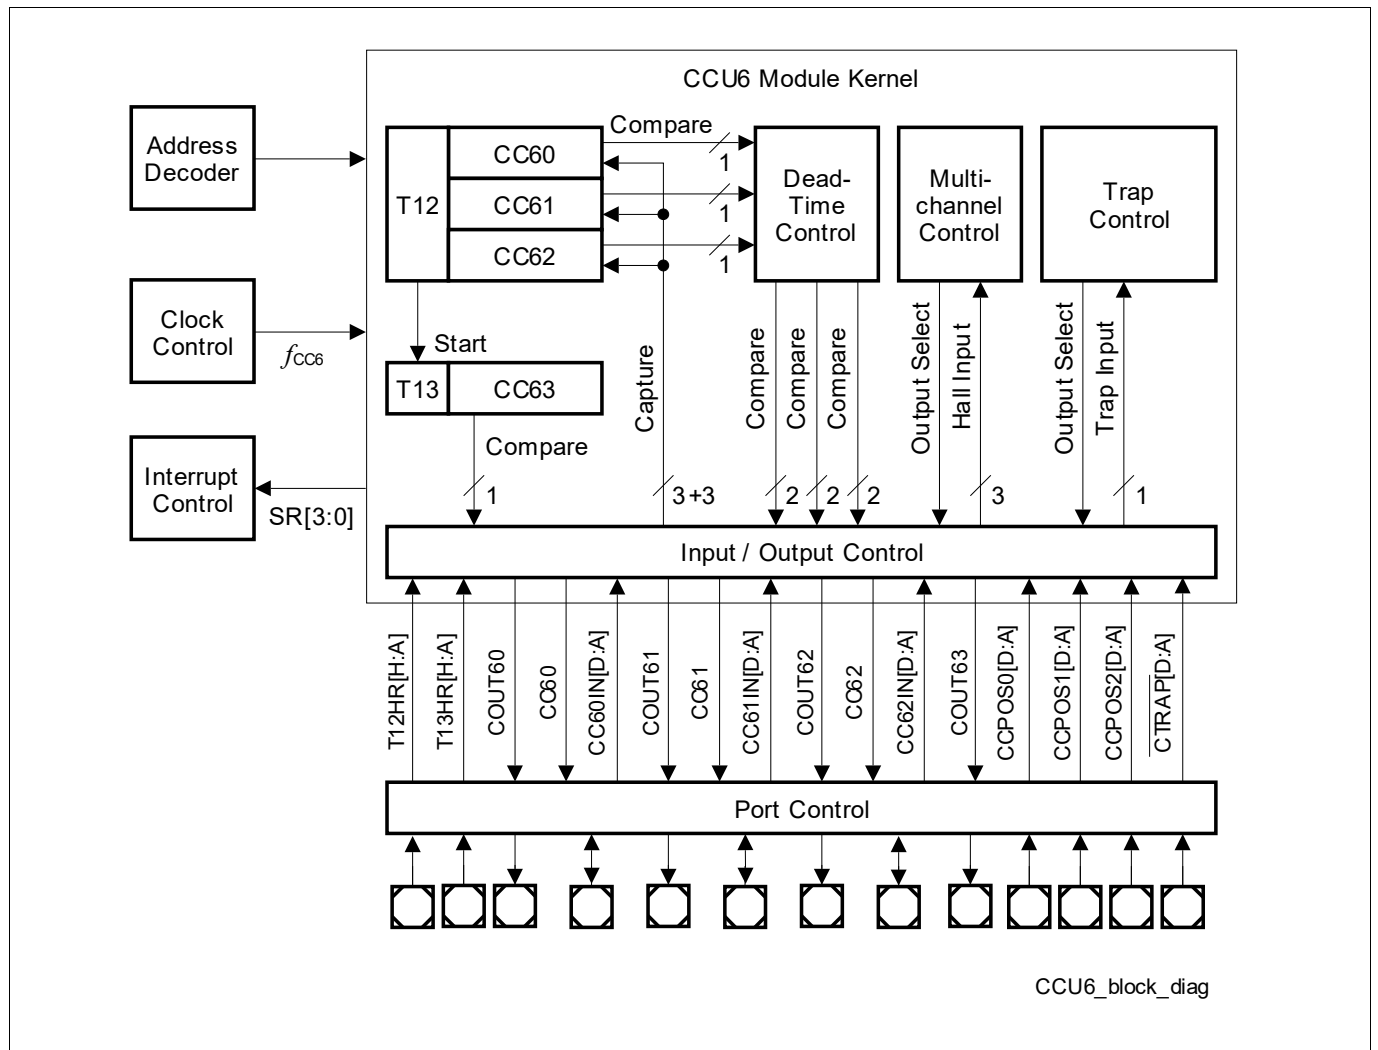 CCU6 Module Kernel
Address
Decoder
Clock
Control
fCC6
Interrupt
Control
SR[3:0]
T12
CC60
CC61
CC62
Compare
1
1
1
Dead-
Time
Control
Multi-
channel
Control
Trap
Control
Start
T13
CC63
Compare
1
Capture
3+3
Compare
Compare
Compare
2
2
2
Output Select
Hall Input
3
Output Select
Trap Input
1
Input / Output Control
T12HR[H:A]
T13HR[H:A]
COUT60
CC60
CC60IN[D:A]
COUT61
CC61
CC61IN[D:A]
COUT62
CC62
CC62IN[D:A]
COUT63
CCPOS0[D:A]
CCPOS1[D:A]
CCPOS2[D:A]
CTRAP[D:A]
Port Control
CCU6_block_diag